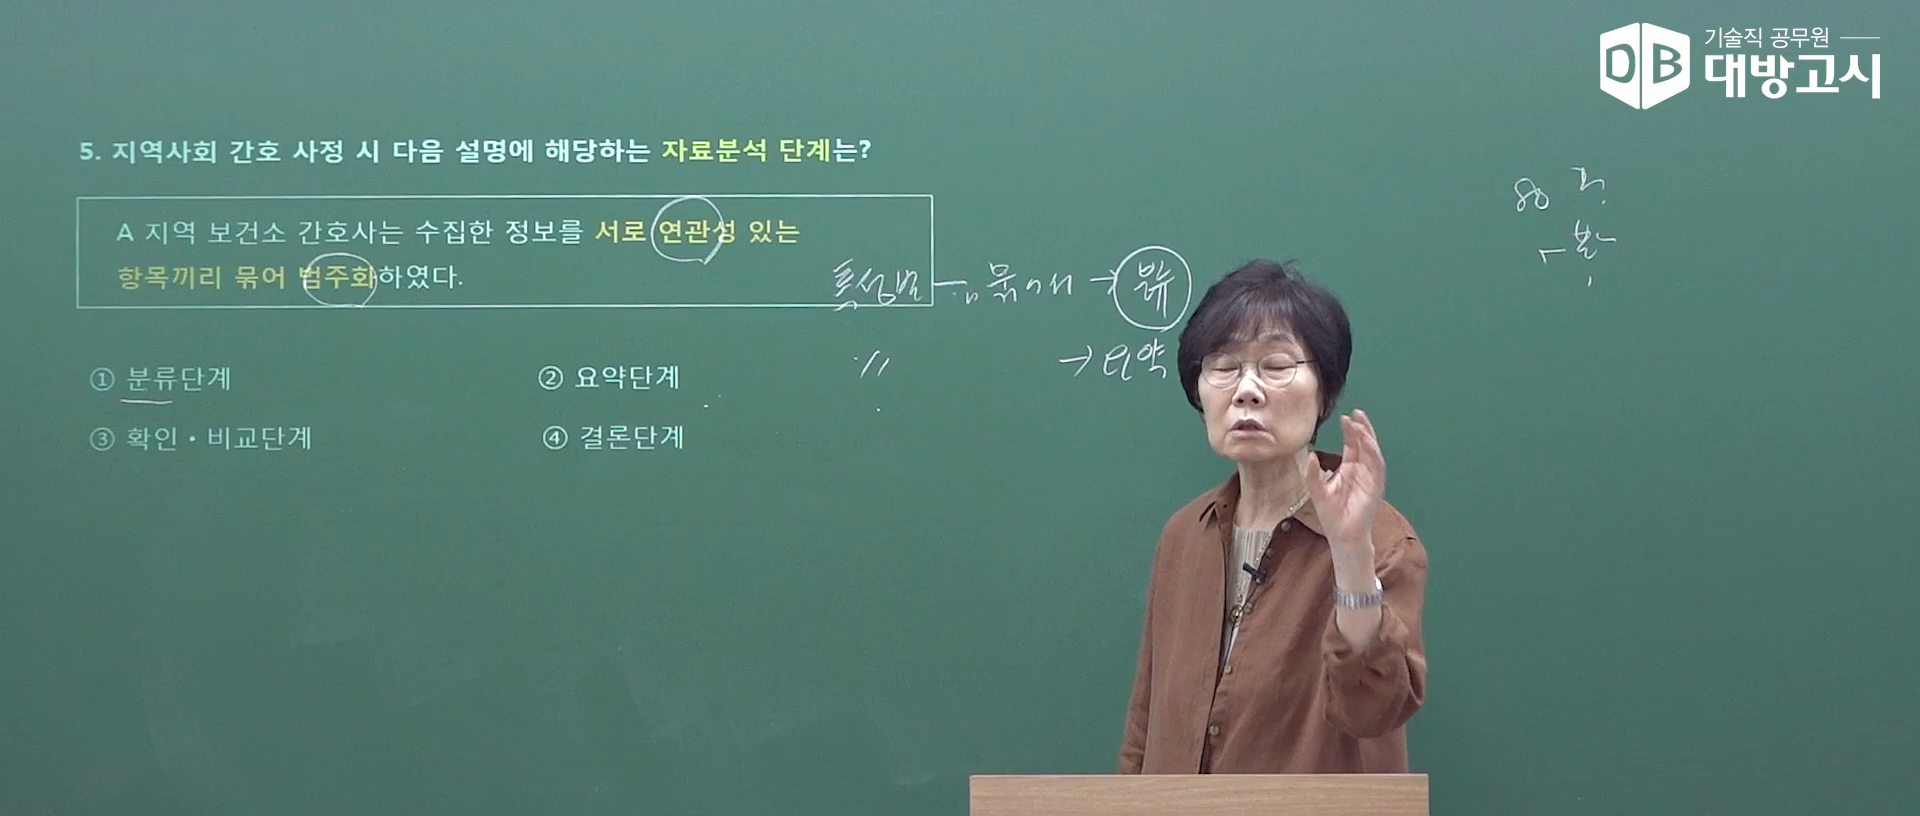 기술직 공무원
DB 대방고시
5. 지역사회 간호 사정 시 다음 설명에 해당하는 자료분석 단계는?
A 지역 보건소 간호사는 수집한 정보를 서로 연관성 있는
항목끼리 묶어 범주화하였다.
특성별 묶어서 → 분류
→ 요약
① 분류단계 ② 요약단계
③ 확인·비교단계 ④ 결론단계